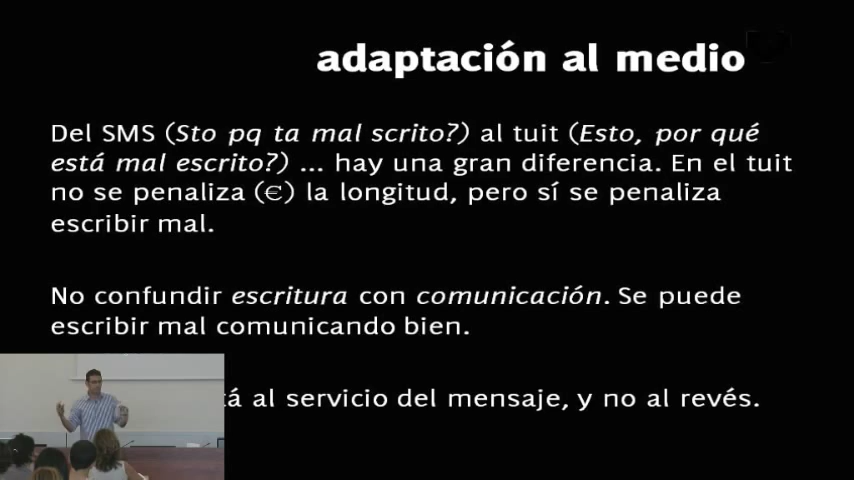 adaptación al medio
Del SMS (Sto pq ta mal scrito?) al tuit (Esto, por qué
está mal escrito?) ... hay una gran diferencia. En el tuit
no se penaliza (€) la longitud, pero sí se penaliza
escribir mal.
No confundir escritura con comunicación. Se puede
escribir mal comunicando bien.
al servicio del mensaje, y no al revés.